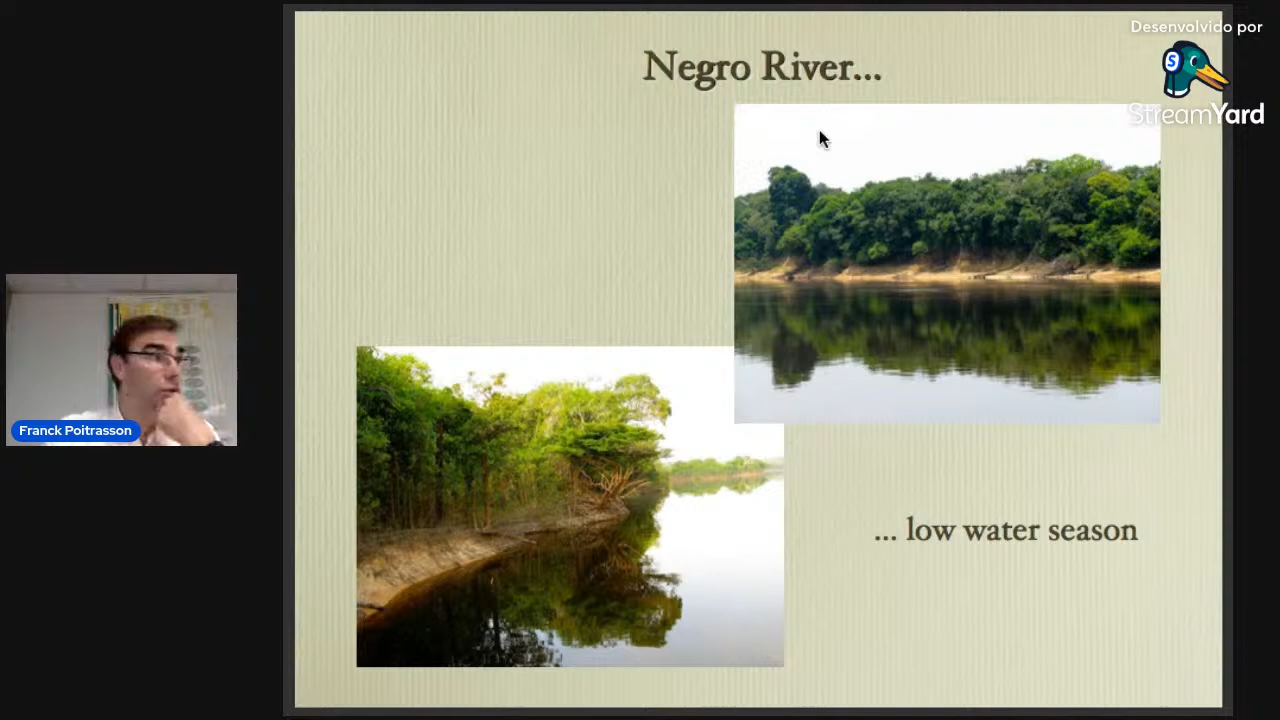 Negro River...
Desenvolvido por
S
StreamYard
Franck Poitrasson
... low water season